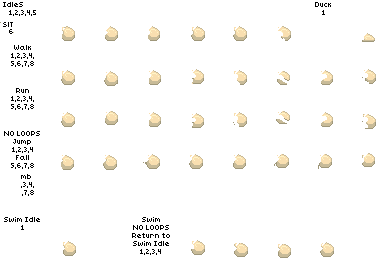 IdleS
1,2,3,4,5
Duck
1
SIT
6
Walk
1,2,3,4,
5,6,7,8
Run
1,2,3,4,
5,6,7,8
NO LOOPS
Jump
1,2,3,4
Fall
5,6,7,8
mb
,3,4,
,7,8
Swim Idle
1
Swim
NO LOOPS
Return to
Swim Idle
1,2,3,4